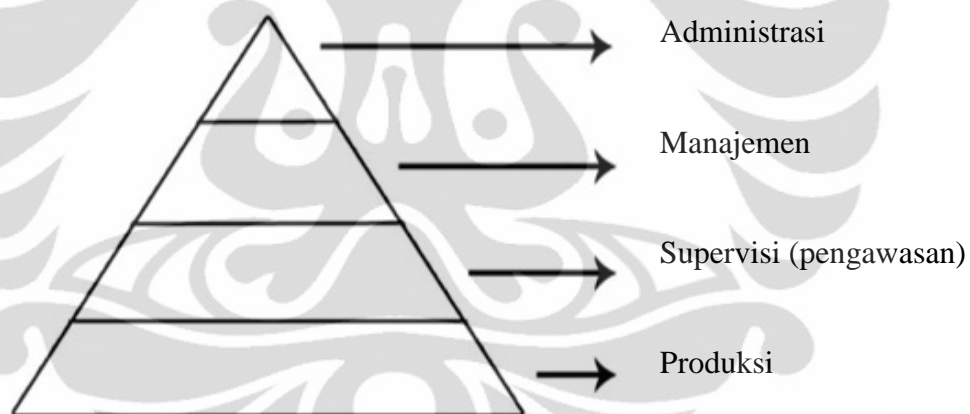 Administrasi
Manajemen
Supervisi (pengawasan)
Produksi